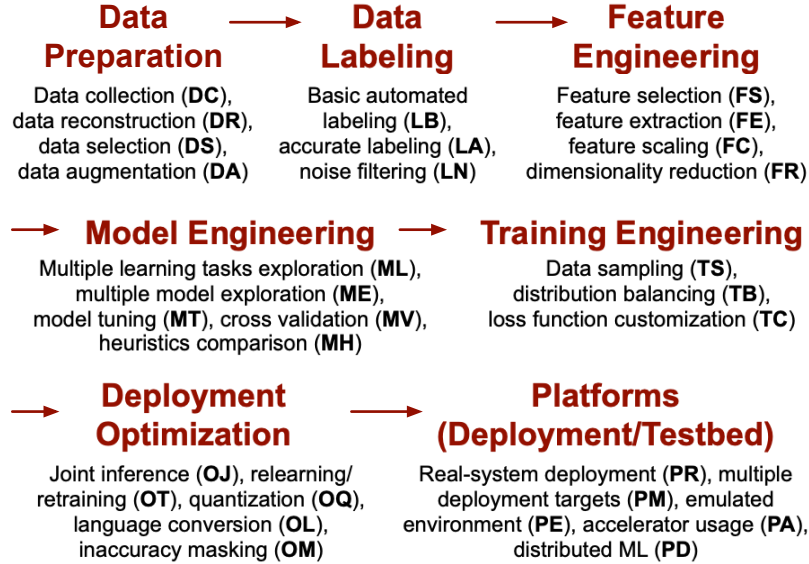 Data Preparation
Data collection (DC),
data reconstruction (DR),
data selection (DS),
data augmentation (DA)
Data Labeling
Basic automated
labeling (LB),
accurate labeling (LA),
noise filtering (LN)
Feature Engineering
Feature selection (FS),
feature extraction (FE),
feature scaling (FC),
dimensionality reduction (FR)
Model Engineering
Multiple learning tasks exploration (ML),
multiple model exploration (ME),
model tuning (MT), cross validation (MV),
heuristics comparison (MH)
Training Engineering
Data sampling (TS),
distribution balancing (TB),
loss function customization (TC)
Deployment
Optimization
Joint inference (OJ), relearning/
retraining (OT), quantization (OQ),
language conversion (OL),
inaccuracy masking (OM)
Platforms
(Deployment/Testbed)
Real-system deployment (PR), multiple
deployment targets (PM), emulated
environment (PE), accelerator usage (PA),
distributed ML (PD)